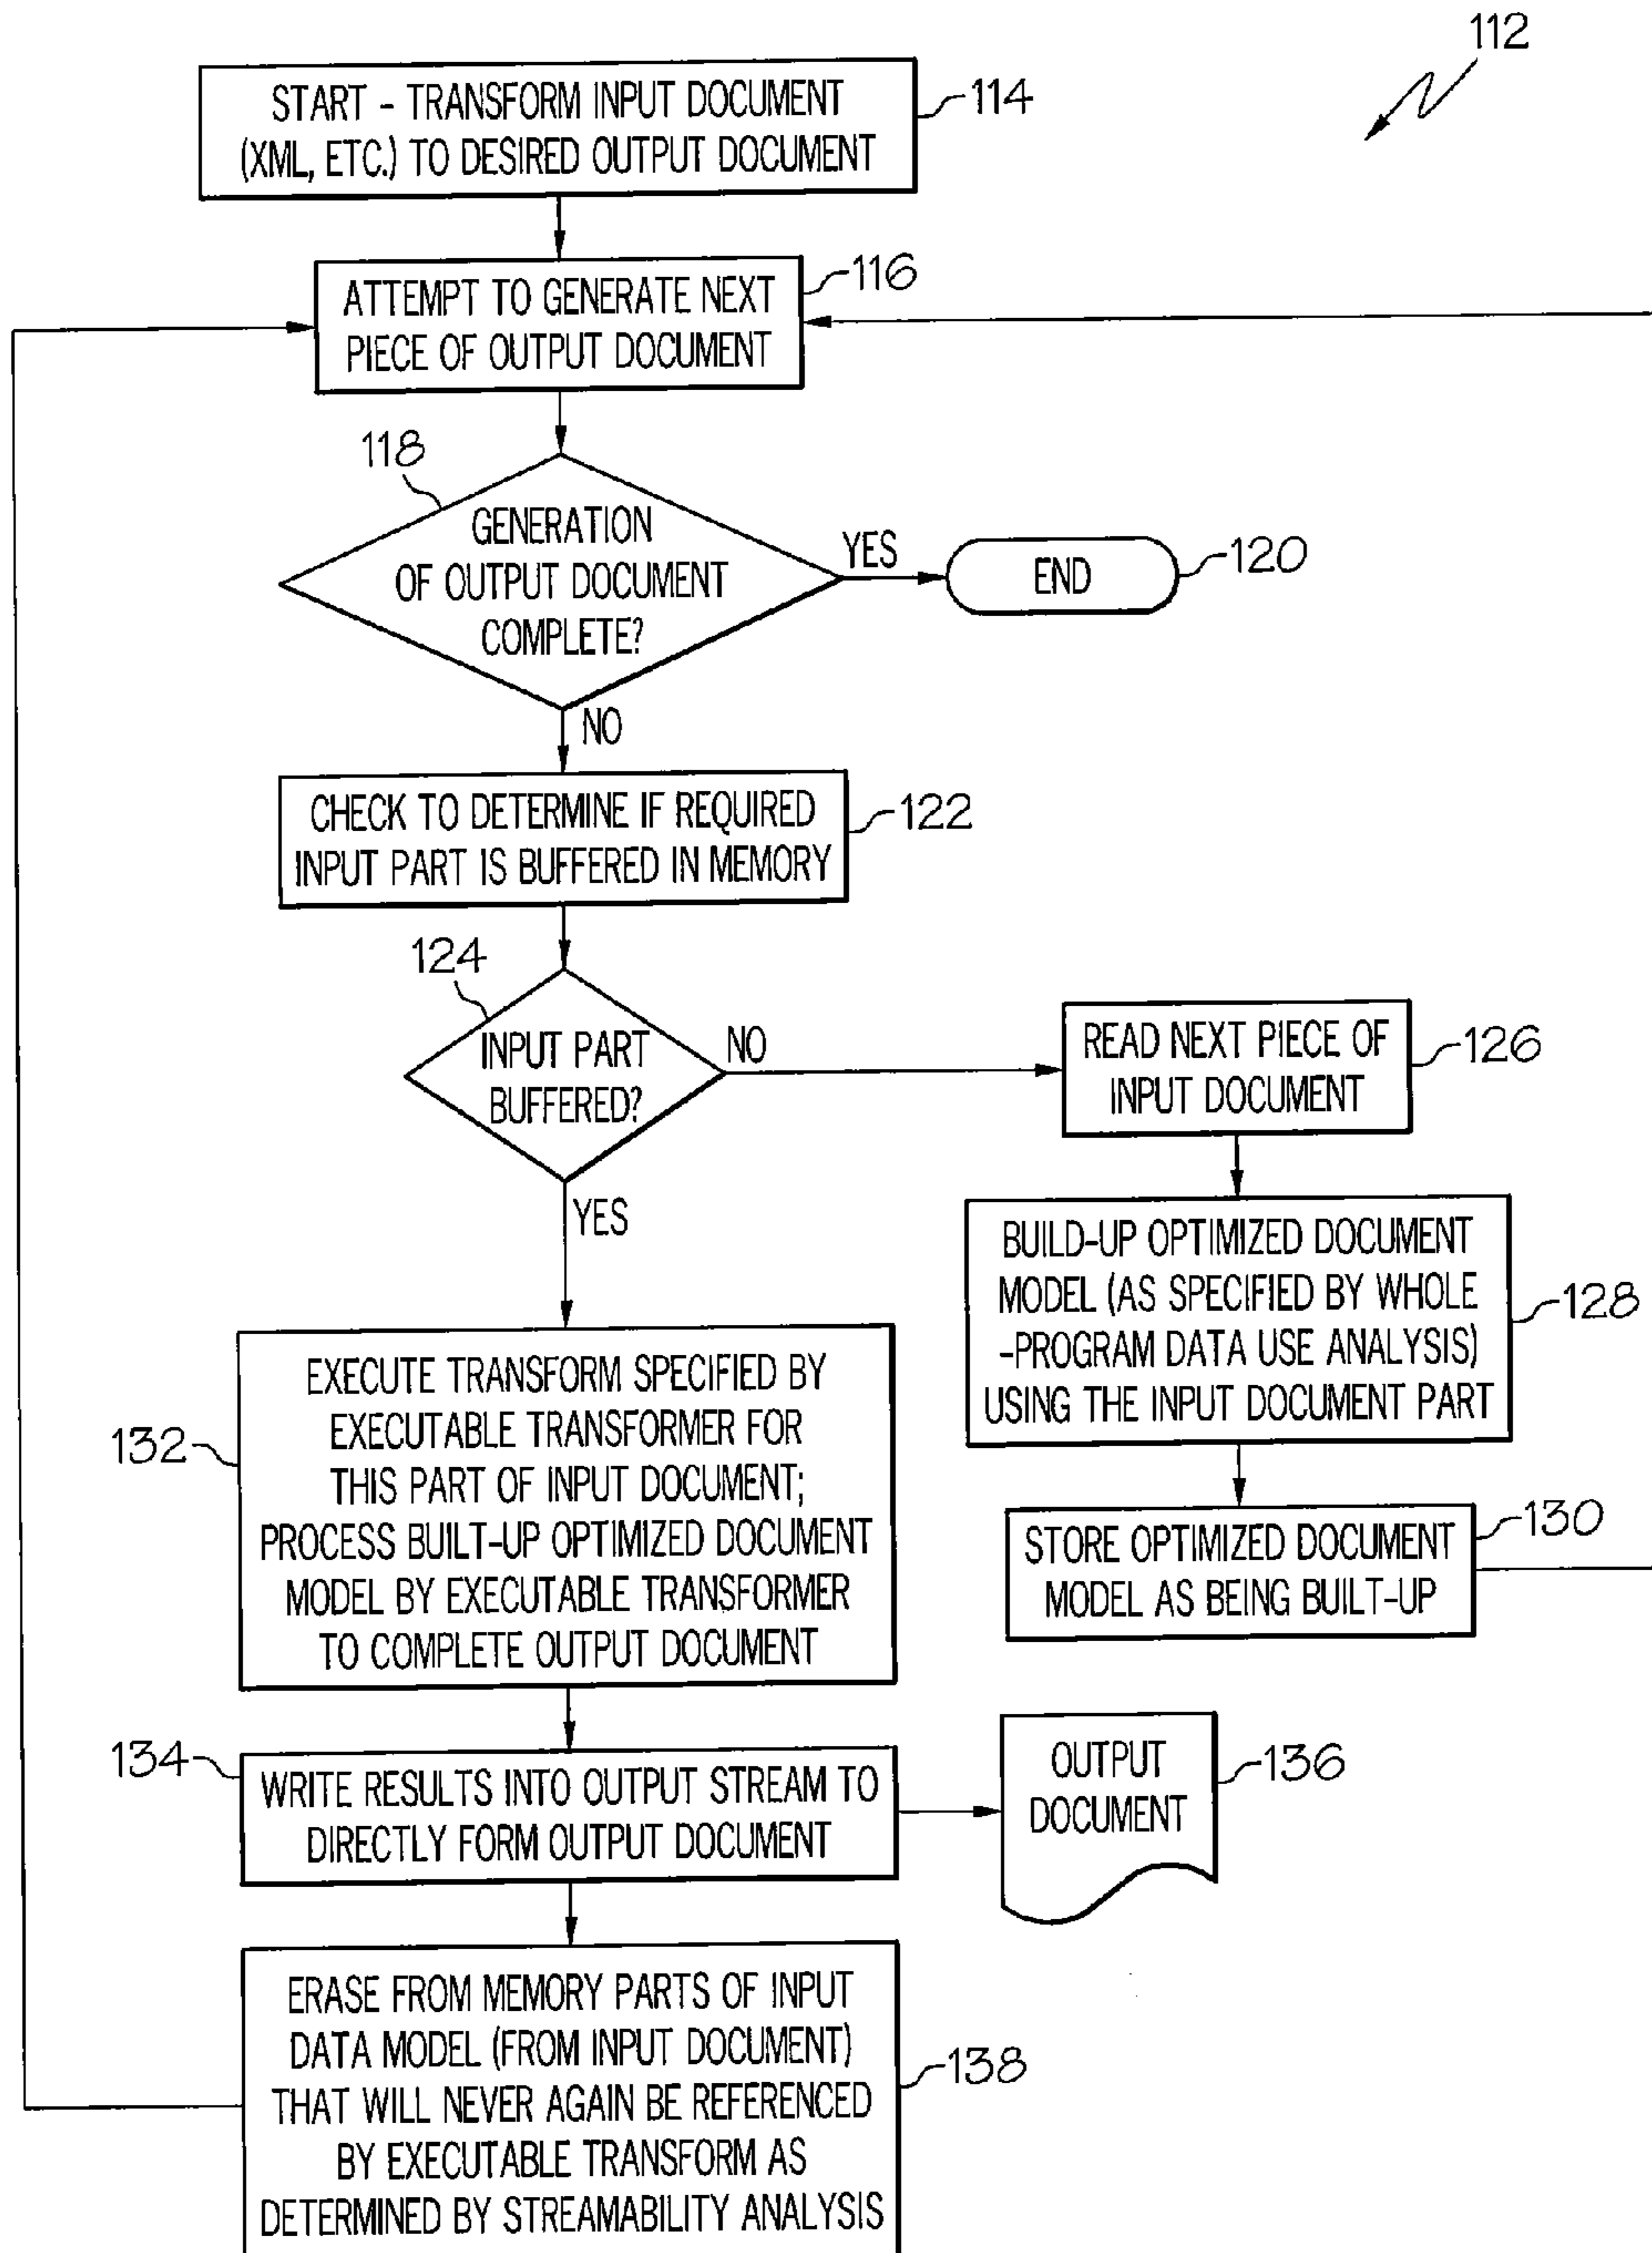 112
START - TRANSFORM INPUT DOCUMENT
(XML, ETC.) TO DESIRED OUTPUT DOCUMENT
114
ATTEMPT TO GENERATE NEXT
PIECE OF OUTPUT DOCUMENT
116
118
GENERATION
OF OUTPUT DOCUMENT
COMPLETE?
YES
END
120
NO
CHECK TO DETERMINE IF REQUIRED
INPUT PART IS BUFFERED IN MEMORY
122
124
INPUT PART
BUFFERED?
NO
READ NEXT PIECE OF
INPUT DOCUMENT
126
YES
BUILD-UP OPTIMIZED DOCUMENT
MODEL (AS SPECIFIED BY WHOLE
-PROGRAM DATA USE ANALYSIS)
USING THE INPUT DOCUMENT PART
128
STORE OPTIMIZED DOCUMENT
MODEL AS BEING BUILT-UP
130
132
EXECUTE TRANSFORM SPECIFIED BY
EXECUTABLE TRANSFORMER FOR
THIS PART OF INPUT DOCUMENT;
PROCESS BUILT-UP OPTIMIZED DOCUMENT
MODEL BY EXECUTABLE TRANSFORMER
TO COMPLETE OUTPUT DOCUMENT
134
WRITE RESULTS INTO OUTPUT STREAM TO
DIRECTLY FORM OUTPUT DOCUMENT
OUTPUT
DOCUMENT
136
ERASE FROM MEMORY PARTS OF INPUT
DATA MODEL (FROM INPUT DOCUMENT)
THAT WILL NEVER AGAIN BE REFERENCED
BY EXECUTABLE TRANSFORM AS
DETERMINED BY STREAMABILITY ANALYSIS
138